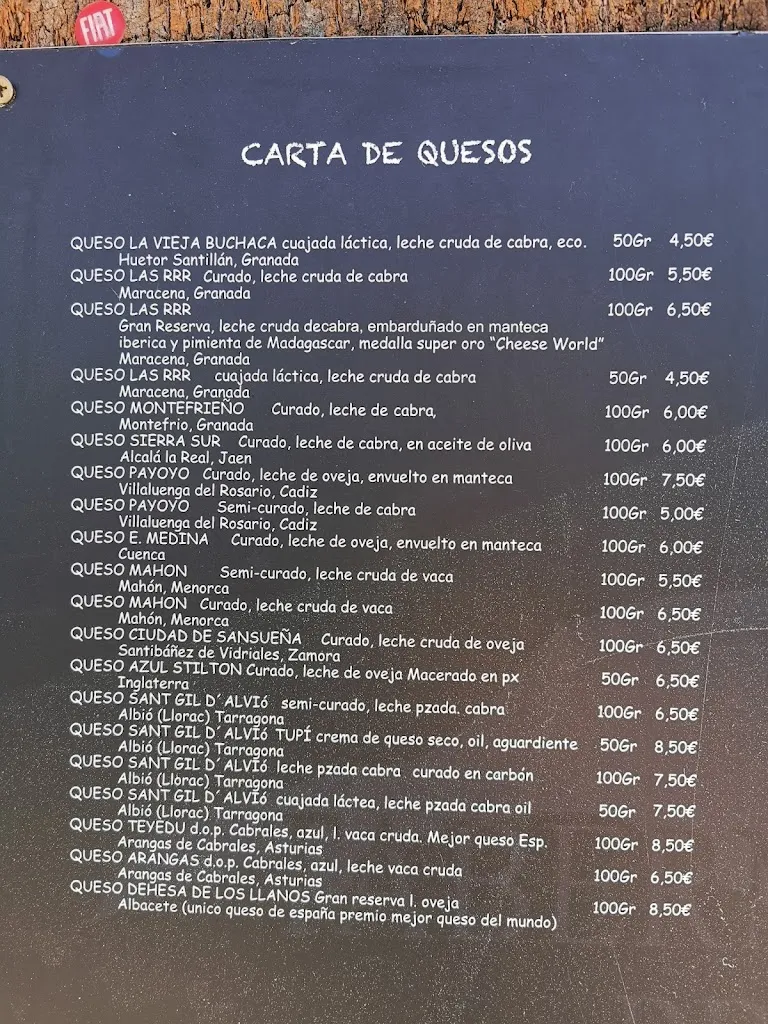 FIAT
CARTA DE QUESOS
QUESO LA VIEJA BUCHACA cuajada láctica, leche cruda de cabra, eco. 50Gr 4,50€
Huetor Santillán, Granada
QUESO LAS RRR Curado, leche cruda de cabra 100Gr 5,50€
Maracena, Granada
QUESO LAS RRR 100Gr 6,50€
Gran Reserva, leche cruda decabra, embarduñado en manteca
iberica y pimienta de Madagascar, medalla super oro "Cheese World"
Maracena, Granada
QUESO LAS RRR cuajada láctica, leche cruda de cabra 50Gr 4,50€
Maracena, Granada
QUESO MONTEFRIEÑO Curado, leche de cabra, 100Gr 6,00€
Montefrio, Granada
QUESO SIERRA SUR Curado, leche de cabra, en aceite de oliva 100Gr 6,00€
Alcalá la Real, Jaen
QUESO PAYOYO Curado, leche de oveja, envuelto en manteca 100Gr 7,50€
Villaluenga del Rosario, Cadiz
QUESO PAYOYO Semi-curado, leche de cabra 100Gr 5,00€
Villaluenga del Rosario, Cadiz
QUESO E. MEDINA Curado, leche de oveja, envuelto en manteca 100Gr 6,00€
Cuenca
QUESO MAHON Semi-curado, leche cruda de vaca 100Gr 5,50€
Mahón, Menorca
QUESO MAHON Curado, leche cruda de vaca 100Gr 6,50€
Mahón, Menorca
QUESO CIUDAD DE SANSUEÑA Curado, leche cruda de oveja 100Gr 6,50€
Santibáñez de Vidriales, Zamora
QUESO AZUL STILTON Curado, leche de oveja Macerado en px 50Gr 6,50€
Inglaterra
QUESO SANT GIL D´ALVIó semi-curado, leche pzada. cabra 100Gr 6,50€
Albió (Llorac) Tarragona
QUESO SANT GIL D´ALVIó TUPÍ crema de queso seco, oil, aguardiente 50Gr 8,50€
Albió (Llorac) Tarragona
QUESO SANT GIL D´ALVIó leche pzada cabra curado en carbón 100Gr 7,50€
Albió (Llorac) Tarragona
QUESO SANT GIL D´ALVIó cuajada láctea, leche pzada cabra oil 50Gr 7,50€
Albió (Llorac) Tarragona
QUESO TEYEDU d.o.p. Cabrales, azul, l. vaca cruda. Mejor queso Esp. 100Gr 8,50€
Arangas de Cabrales, Asturias
QUESO ARANGAS d.o.p. Cabrales, azul, leche vaca cruda 100Gr 6,50€
Arangas de Cabrales, Asturias
QUESO DEHESA DE LOS LLANOS Gran reserva l. oveja 100Gr 8,50€
Albacete (unico queso de españa premio mejor queso del mundo)